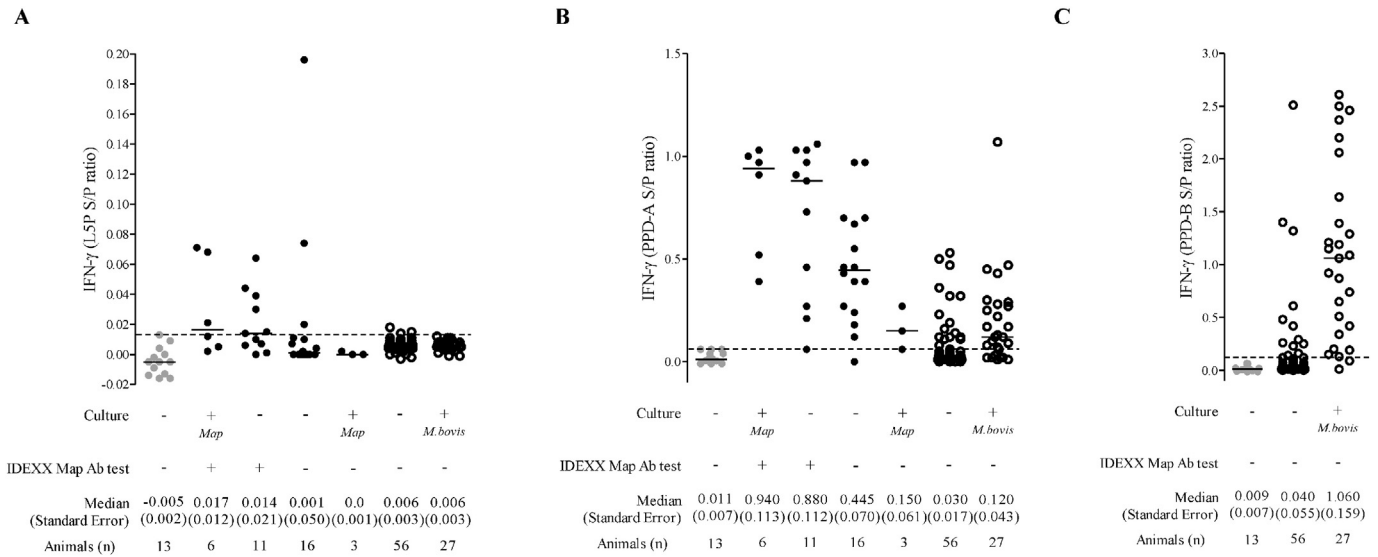 A
IFN-γ (L5P S/P ratio)
0.20
0.18
0.16
0.14
0.12
0.10
0.08
0.06
0.04
0.02
0.00
-0.02
Culture - + - - + - +
Map Map M.bovis
IDEXX Map Ab test - + + - - - -
Median -0.005 0.017 0.014 0.001 0.0 0.006 0.006
(Standard Error) (0.002) (0.012) (0.021) (0.050) (0.001) (0.003) (0.003)
Animals (n) 13 6 11 16 3 56 27
B
IFN-γ (PPD-A S/P ratio)
1.5
1.0
0.5
0.0
Culture - + - - + - +
Map Map M.bovis
IDEXX Map Ab test - + + - - - -
Median 0.011 0.940 0.880 0.445 0.150 0.030 0.120
(Standard Error) (0.007) (0.113) (0.112) (0.070) (0.061) (0.017) (0.043)
Animals (n) 13 6 11 16 3 56 27
C
IFN-γ (PPD-B S/P ratio)
3.0
2.5
2.0
1.5
1.0
0.5
0.0
Culture - - +
M.bovis
IDEXX Map Ab test - - -
Median 0.009 0.040 1.060
(Standard Error) (0.007) (0.055) (0.159)
Animals (n) 13 56 27